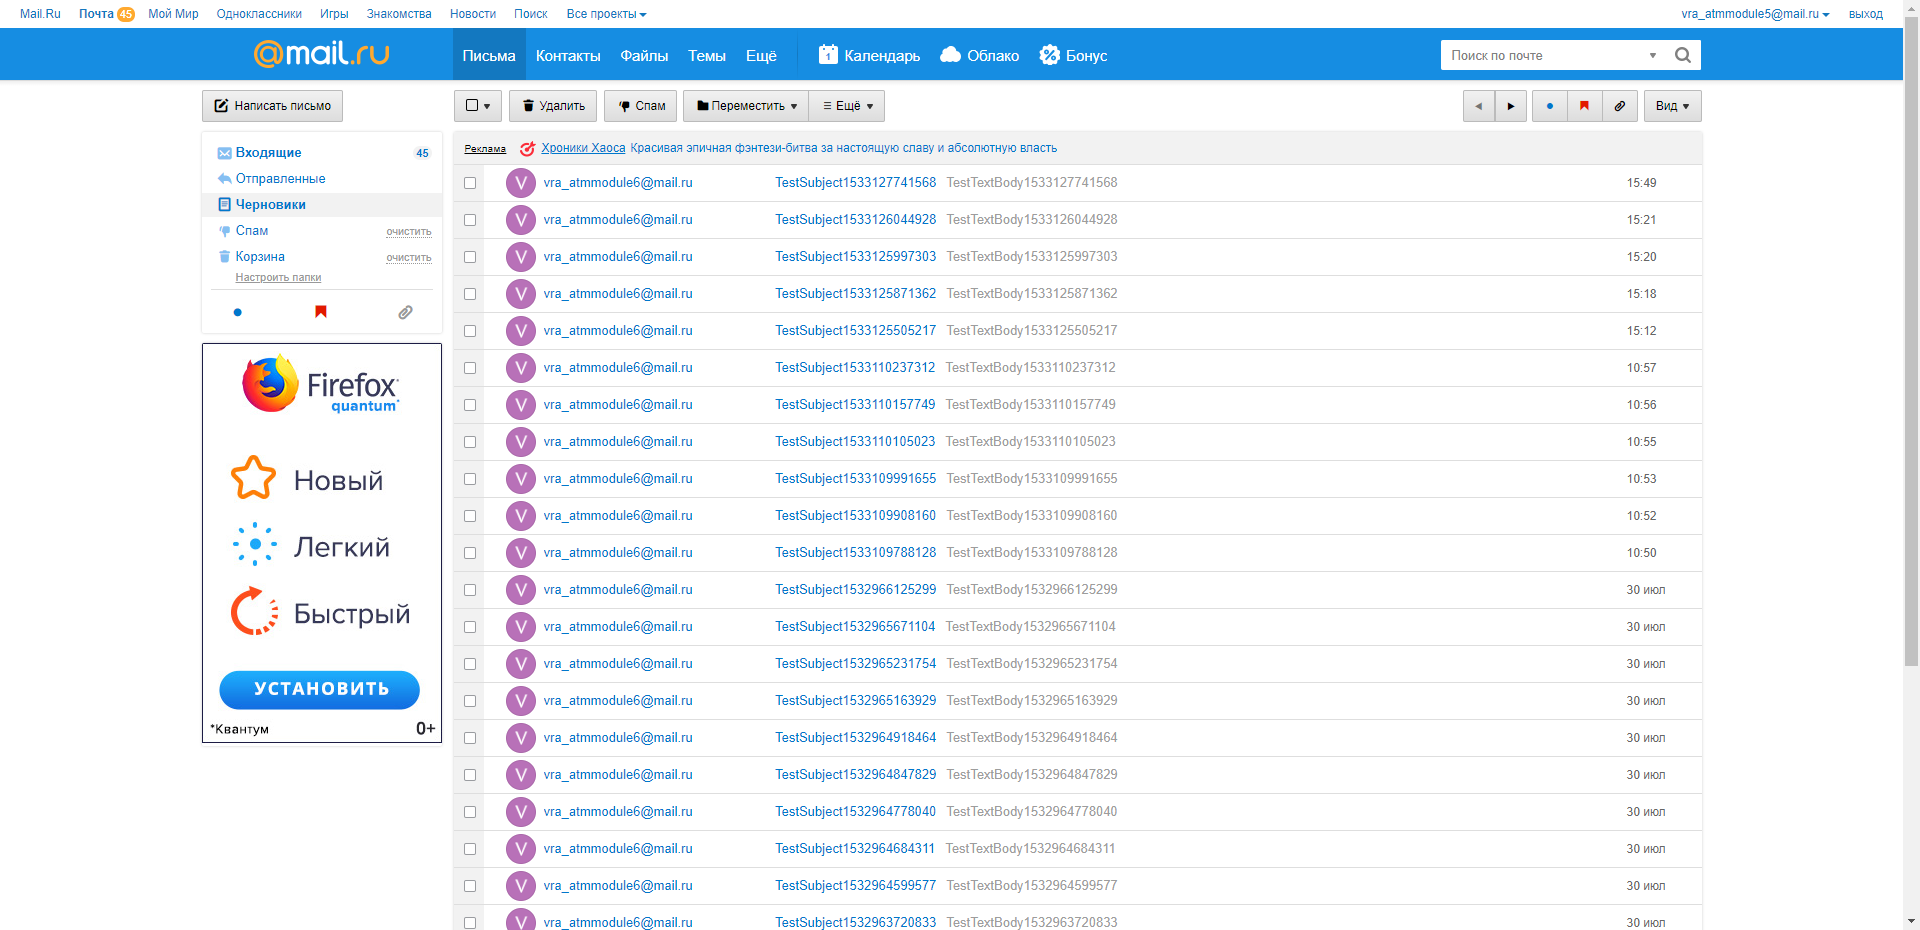 Mail.Ru Почта 45 Мой Мир Одноклассники Игры Знакомства Новости Поиск Все проекты vra_atmmodule5@mail.ru выход
@mail.ru Письма Контакты Файлы Темы Ещё 1 Календарь Облако % Бонус Поиск по почте
Написать письмо Удалить Спам Переместить Ещё Вид
Входящие 45
Отправленные
Черновики
Спам очистить
Корзина очистить
Настроить папки
Firefox
quantum*
Новый
Легкий
Быстрый
УСТАНОВИТЬ
*Квантум 0+
Реклама Хроники Хаоса Красивая эпичная фэнтези-битва за настоящую славу и абсолютную власть
V vra_atmmodule6@mail.ru TestSubject1533127741568 TestTextBody1533127741568 15:49
V vra_atmmodule6@mail.ru TestSubject1533126044928 TestTextBody1533126044928 15:21
V vra_atmmodule6@mail.ru TestSubject1533125997303 TestTextBody1533125997303 15:20
V vra_atmmodule6@mail.ru TestSubject1533125871362 TestTextBody1533125871362 15:18
V vra_atmmodule6@mail.ru TestSubject1533125505217 TestTextBody1533125505217 15:12
V vra_atmmodule6@mail.ru TestSubject1533110237312 TestTextBody1533110237312 10:57
V vra_atmmodule6@mail.ru TestSubject1533110157749 TestTextBody1533110157749 10:56
V vra_atmmodule6@mail.ru TestSubject1533110105023 TestTextBody1533110105023 10:55
V vra_atmmodule6@mail.ru TestSubject1533109991655 TestTextBody1533109991655 10:53
V vra_atmmodule6@mail.ru TestSubject1533109908160 TestTextBody1533109908160 10:52
V vra_atmmodule6@mail.ru TestSubject1533109788128 TestTextBody1533109788128 10:50
V vra_atmmodule6@mail.ru TestSubject1532966125299 TestTextBody1532966125299 30 июл
V vra_atmmodule6@mail.ru TestSubject1532965671104 TestTextBody1532965671104 30 июл
V vra_atmmodule6@mail.ru TestSubject1532965231754 TestTextBody1532965231754 30 июл
V vra_atmmodule6@mail.ru TestSubject1532965163929 TestTextBody1532965163929 30 июл
V vra_atmmodule6@mail.ru TestSubject1532964918464 TestTextBody1532964918464 30 июл
V vra_atmmodule6@mail.ru TestSubject1532964847829 TestTextBody1532964847829 30 июл
V vra_atmmodule6@mail.ru TestSubject1532964778040 TestTextBody1532964778040 30 июл
V vra_atmmodule6@mail.ru TestSubject1532964684311 TestTextBody1532964684311 30 июл
V vra_atmmodule6@mail.ru TestSubject1532964599577 TestTextBody1532964599577 30 июл
V vra_atmmodule6@mail.ru TestSubject1532963720833 TestTextBody1532963720833 30 июл